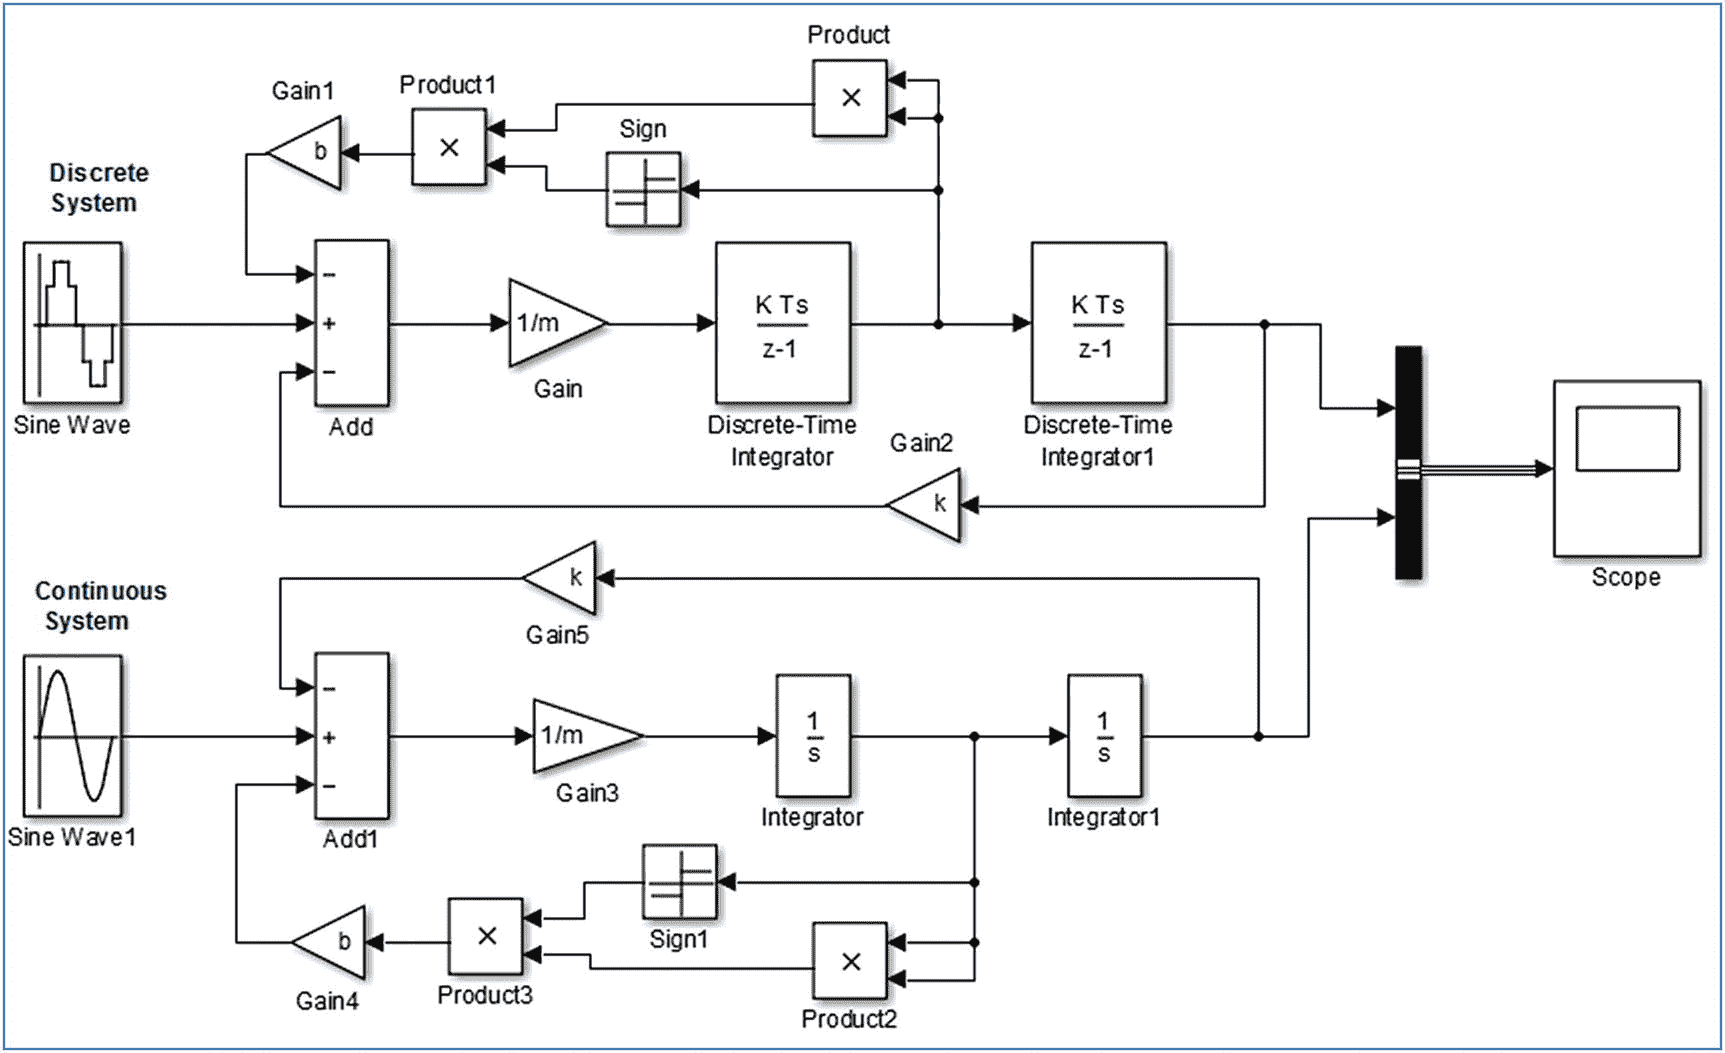 Product
Product1
Gain1
×
Sign
b
×
Discrete
System
−
+
−
1/m
K Ts
z-1
K Ts
z-1
Gain
Sine Wave
Add
Discrete-Time
Integrator
Discrete-Time
Integrator1
Gain2
k
Scope
k
Continuous
System
Gain5
−
+
−
1/m
1
s
1
s
Gain3
Integrator
Integrator1
Sine Wave1
Add1
Sign1
b
×
×
Gain4
Product3
Product2